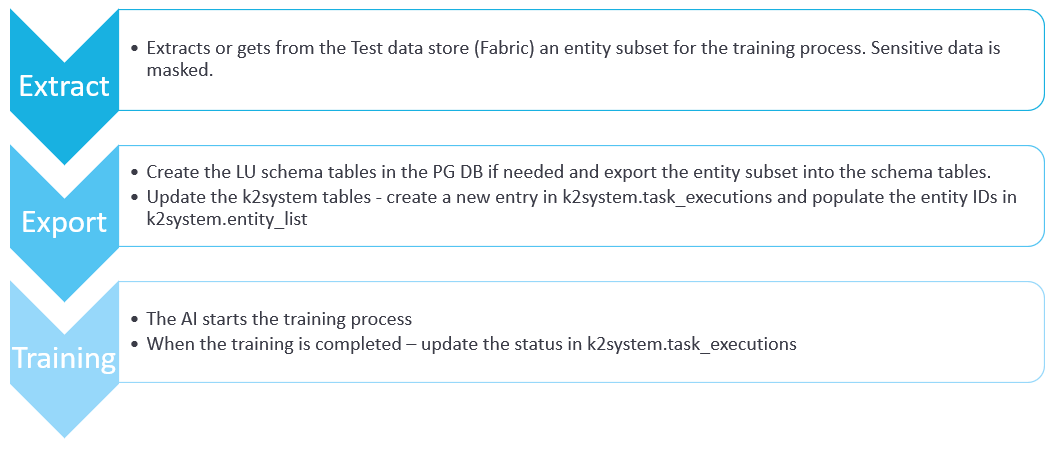 Extract
• Extracts or gets from the Test data store (Fabric) an entity subset for the training process. Sensitive data is
masked.
Export
• Create the LU schema tables in the PG DB if needed and export the entity subset into the schema tables.
• Update the k2system tables - create a new entry in k2system.task_executions and populate the entity IDs in
k2system.entity_list
Training
• The AI starts the training process
• When the training is completed – update the status in k2system.task_executions